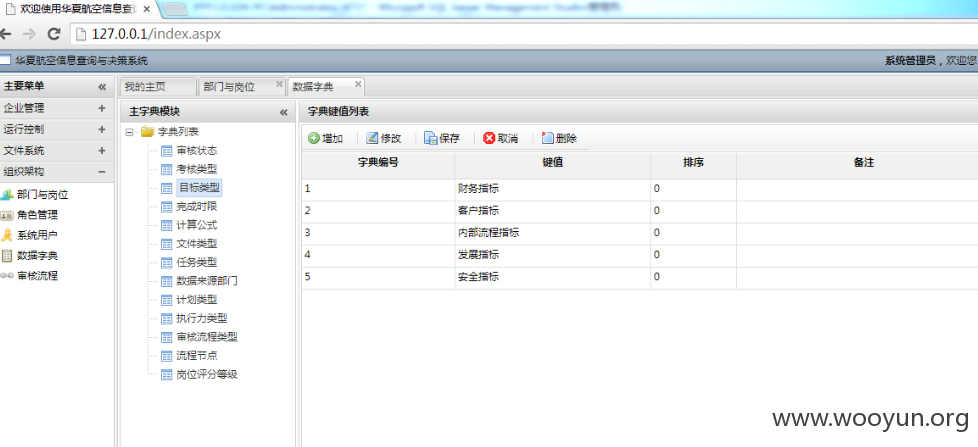 欢迎使用华夏航空信息查询
127.0.0.1/index.aspx
华夏航空信息查询与决策系统
系统管理员，欢迎您
主要菜单
企业管理
运行控制
文件系统
组织架构
部门与岗位
角色管理
系统用户
数据字典
审核流程
我的主页
部门与岗位
数据字典
主字典模块
字典列表
审核状态
考核类型
目标类型
完成时限
计算公式
文件类型
任务类型
数据来源部门
计划类型
执行力类型
审核流程类型
流程节点
岗位评分等级
字典键值列表
增加 修改 保存 取消 删除
字典编号 键值 排序 备注
1 财务指标 0
2 客户指标 0
3 内部流程指标 0
4 发展指标 0
5 安全指标 0
www.wooyun.org